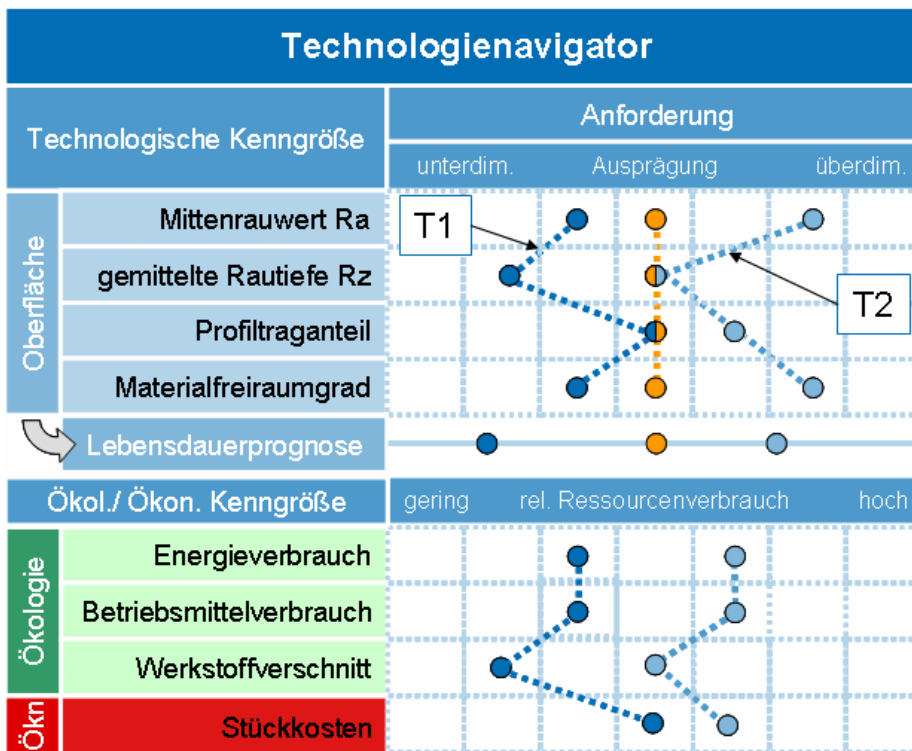 Technologienavigator
Technologische Kenngröße
Anforderung
unterdim. Ausprägung überdim.
Oberfläche
Mittenrauwert Ra
gemittelte Rautiefe Rz
Profiltraganteil
Materialfreiraumgrad
T1
T2
Lebensdauerprognose
Ökol./ Ökon. Kenngröße
gering rel. Ressourcenverbrauch hoch
Ökologie
Energieverbrauch
Betriebsmittelverbrauch
Werkstoffverschnitt
Ökn
Stückkosten